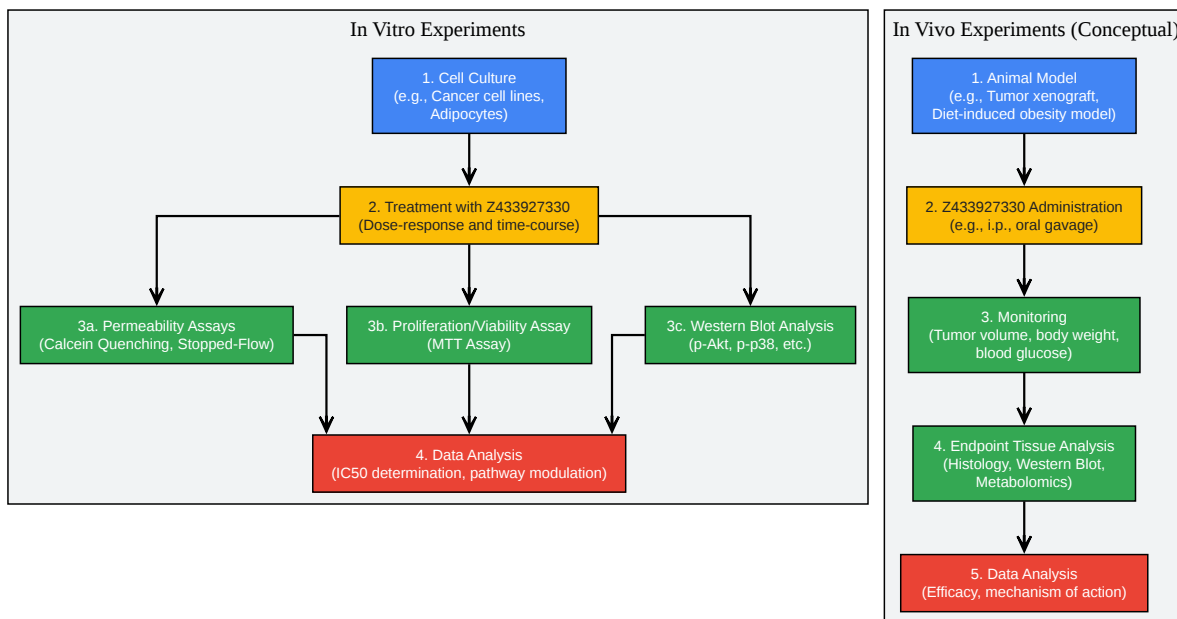 In Vitro Experiments
1. Cell Culture
(e.g., Cancer cell lines,
Adipocytes)
2. Treatment with Z433927330
(Dose-response and time-course)
3a. Permeability Assays
(Calcein Quenching, Stopped-Flow)
3b. Proliferation/Viability Assay
(MTT Assay)
3c. Western Blot Analysis
(p-Akt, p-p38, etc.)
4. Data Analysis
(IC50 determination, pathway modulation)
In Vivo Experiments (Conceptual)
1. Animal Model
(e.g., Tumor xenograft,
Diet-induced obesity model)
2. Z433927330 Administration
(e.g., i.p., oral gavage)
3. Monitoring
(Tumor volume, body weight,
blood glucose)
4. Endpoint Tissue Analysis
(Histology, Western Blot,
Metabolomics)
5. Data Analysis
(Efficacy, mechanism of action)